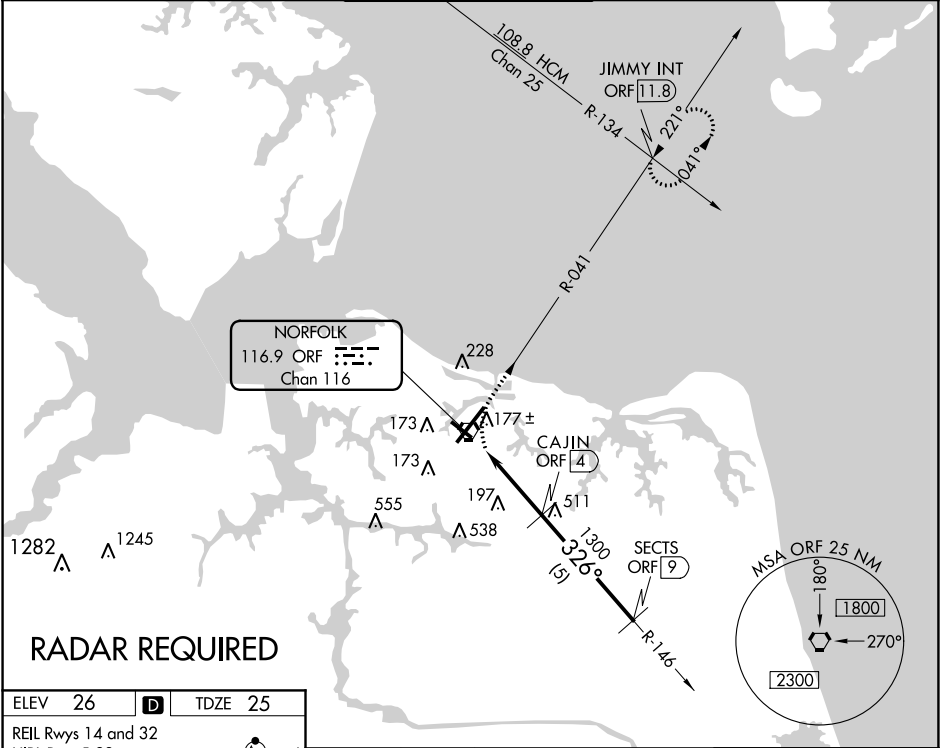 108.8 HCM
Chan 25
R-134
JIMMY INT
ORF 11.8
221°
041°
R-041
NORFOLK
116.9 ORF
Chan 116
228
173
177 ±
173
CAJIN
ORF 4
197
511
555
538
1282
1245
1300
326°
(5)
SECTS
ORF 9
R-146
MSA ORF 25 NM
180°
1800
270°
2300
RADAR REQUIRED
ELEV 26 D TDZE 25
REIL Rwys 14 and 32